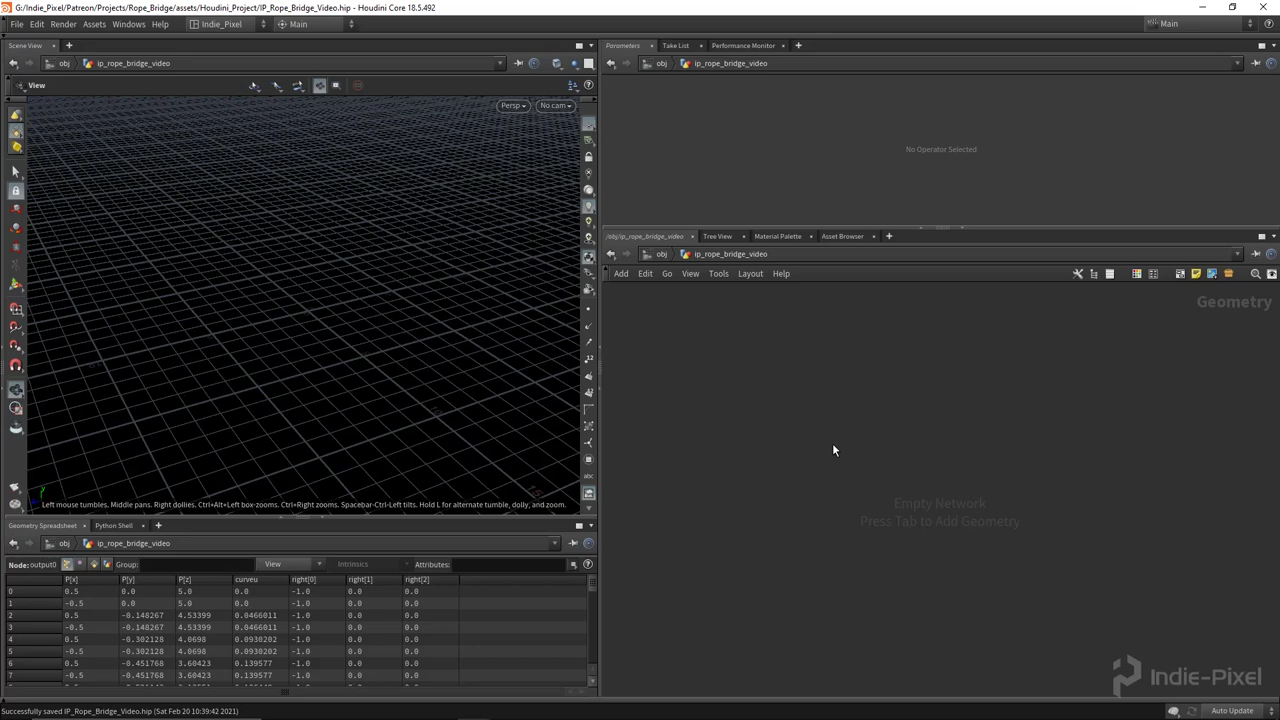 G:/Indie_Pixel/Patreon/Projects/Rope_Bridge/assets/Houdini_Project/IP_Rope_Bridge_Video.hip - Houdini Core 18.5.492
File Edit Render Assets Windows Help Indie_Pixel Main Main
Scene View Parameters Take List Performance Monitor
obj ip_rope_bridge_video obj ip_rope_bridge_video
View
Persp No cam
No Operator Selected
/obj/ip_rope_bridge_video Tree View Material Palette Asset Browser
obj ip_rope_bridge_video
Add Edit Go View Tools Layout Help
Geometry
Empty Network
Press Tab to Add Geometry
Left mouse tumbles. Middle pans. Right dollies. Ctrl+Alt+Left box-zooms. Ctrl+Right zooms. Spacebar-Ctrl-Left tilts. Hold L for alternate tumble, dolly, and zoom.
Geometry Spreadsheet Python Shell
obj ip_rope_bridge_video
Node: output0 Group: View Intrinsics Attributes:
P[x] P[y] P[z] curveu right[0] right[1] right[2]
0 0.5 0.0 5.0 0.0 -1.0 0.0 0.0
1 -0.5 0.0 5.0 0.0 -1.0 0.0 0.0
2 0.5 -0.148267 4.53399 0.0466011 -1.0 0.0 0.0
3 -0.5 -0.148267 4.53399 0.0466011 -1.0 0.0 0.0
4 0.5 -0.302128 4.0698 0.0930202 -1.0 0.0 0.0
5 -0.5 -0.302128 4.0698 0.0930202 -1.0 0.0 0.0
6 0.5 -0.451768 3.60423 0.139577 -1.0 0.0 0.0
7 -0.5 -0.451768 3.60423 0.139577 -1.0 0.0 0.0
Indie-Pixel
Successfully saved IP_Rope_Bridge_Video.hip (Sat Feb 20 10:39:42 2021) Auto Update